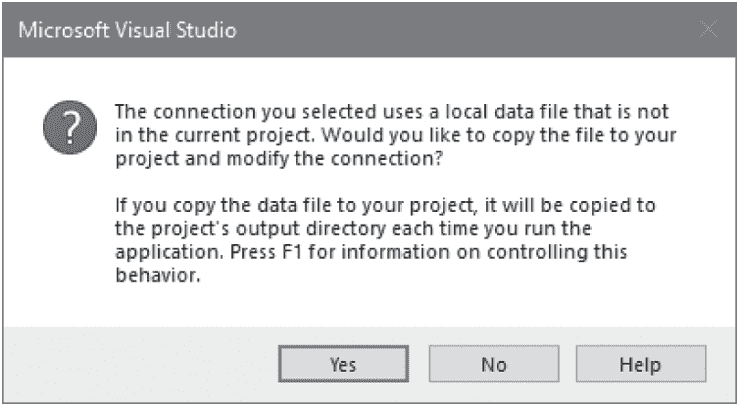 Microsoft Visual Studio
?
The connection you selected uses a local data file that is not
in the current project. Would you like to copy the file to your
project and modify the connection?
If you copy the data file to your project, it will be copied to
the project's output directory each time you run the
application. Press F1 for information on controlling this
behavior.
Yes No Help